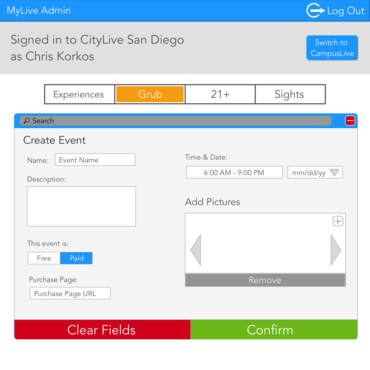 MyLive Admin
Log Out
Signed in to CityLive San Diego
as Chris Korkos
Switch to
CampusLive
Experiences
Grub
21+
Sights
Search
Create Event
Name:
Event Name
Time & Date:
6:00 AM - 9:00 PM
mm/dd/yy
Description:
Add Pictures
This event is:
Free
Paid
Remove
Purchase Page:
Purchase Page URL
Clear Fields
Confirm